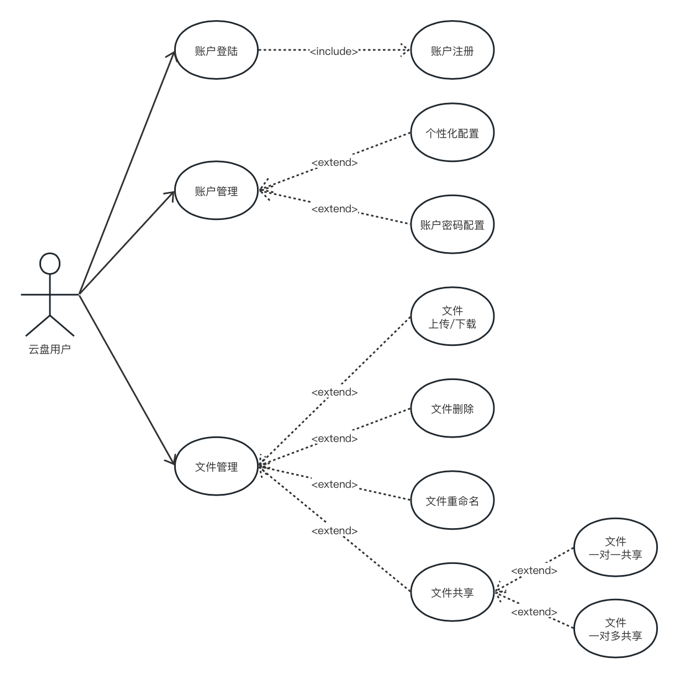 账户登陆
<include>
账户注册
个性化配置
<extend>
账户管理
<extend>
账户密码配置
云盘用户
文件
上传/下载
<extend>
文件删除
<extend>
文件管理
<extend>
文件重命名
<extend>
文件共享
文件
一对一共享
<extend>
<extend>
文件
一对多共享